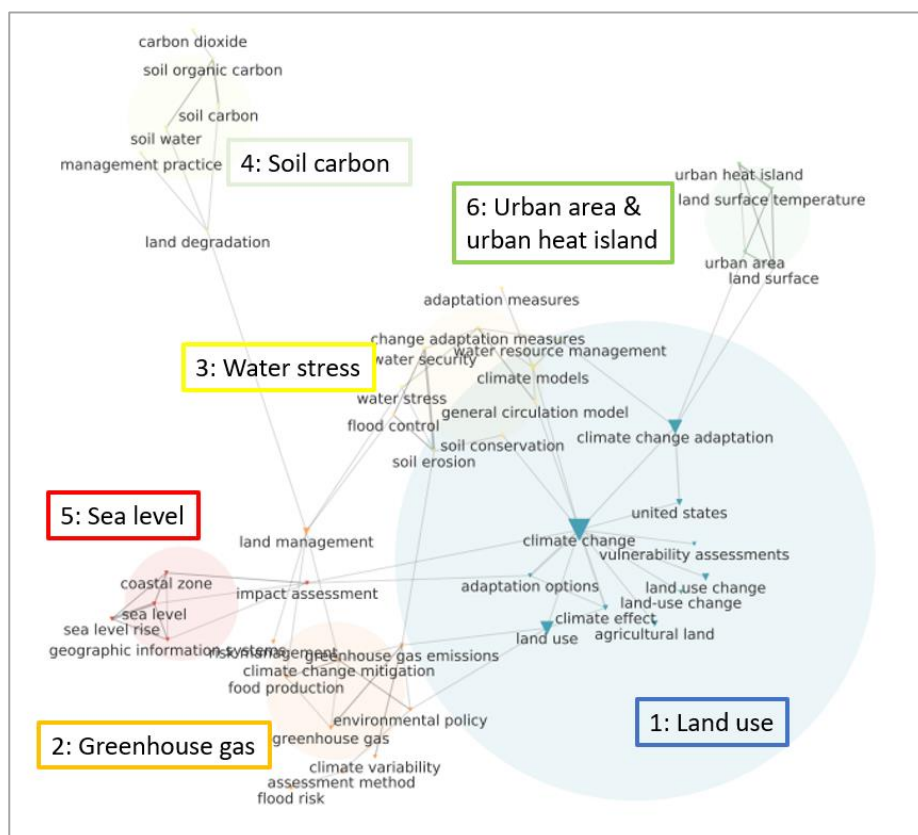 carbon dioxide
soil organic carbon
soil carbon
soil water
management practice
4: Soil carbon
land degradation
urban heat island
land surface temperature
6: Urban area &
urban heat island
urban area
land surface
adaptation measures
change adaptation measures
water resource management
water security
3: Water stress
climate models
water stress
general circulation model
flood control
soil conservation
climate change adaptation
soil erosion
5: Sea level
united states
land management
climate change
vulnerability assessments
coastal zone
impact assessment
adaptation options
land use change
land-use change
sea level
climate effect
sea level rise
land use
agricultural land
geographic information systems
risk management
greenhouse gas emissions
climate change mitigation
food production
environmental policy
1: Land use
2: Greenhouse gas
greenhouse gas
climate variability
assessment method
flood risk